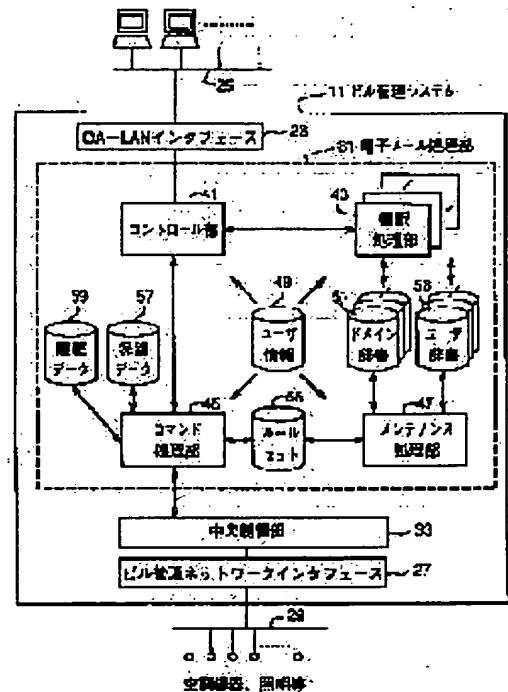 25
11 ビル管理システム
OA-LANインタフェース
23
31 電子メール処理部
41
コントロール部
43
翻訳
処理部
59
データ
57
保留
データ
49
ユーザ
情報
ドメイン
辞書
53
ユーザ
辞書
45
コマンド
処理部
55
ルール
セット
47
メンテナンス
処理部
中央制御部
33
ビル管理ネットワークインタフェース
27
29
空調機器、照明等